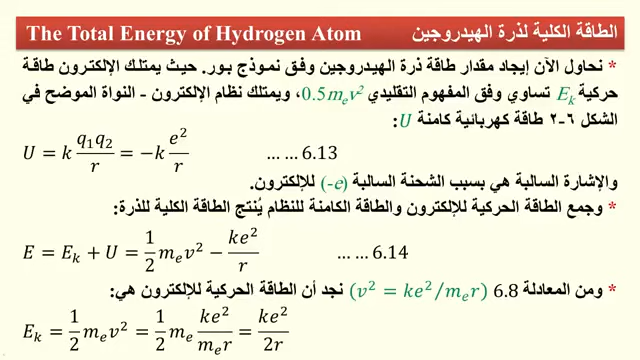 الطاقة الكلية لذرة الهيدروجين The Total Energy of Hydrogen Atom
* نحاول الآن إيجاد مقدار طاقة ذرة الهيدروجين وفق نموذج بور. حيث يمتلك الإلكترون طاقة
حركية Eₖ تساوي وفق المفهوم التقليدي 0.5mₑv²، ويمتلك نظام الإلكترون - النواة الموضح في
الشكل ٦-٢ طاقة كهربائية كامنة U:
U = k q₁q₂/r = −k e²/r … … 6.13
والإشارة السالبة هي بسبب الشحنة السالبة (-e) للإلكترون.
* وجمع الطاقة الحركية للإلكترون والطاقة الكامنة للنظام يُنتج الطاقة الكلية للذرة:
E = Eₖ + U = 1/2 mₑv² − ke²/r … … 6.14
* ومن المعادلة 6.8 (v² = ke²/mₑr) نجد أن الطاقة الحركية للإلكترون هي:
Eₖ = 1/2 mₑv² = 1/2 mₑ ke²/mₑr = ke²/2r